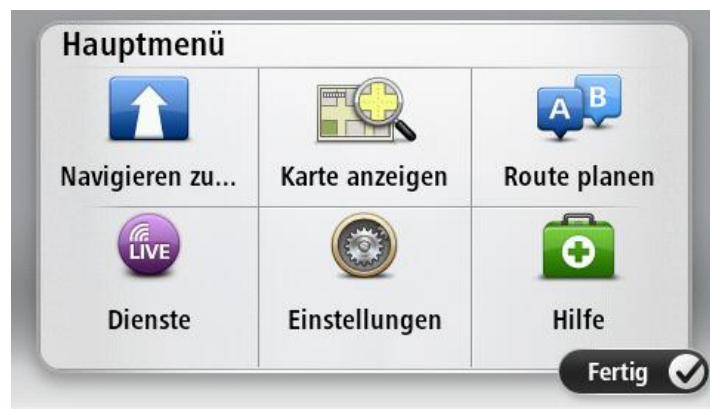 Hauptmenü
Navigieren zu...
Karte anzeigen
A
B
Route planen
LIVE
Dienste
Einstellungen
Hilfe
Fertig